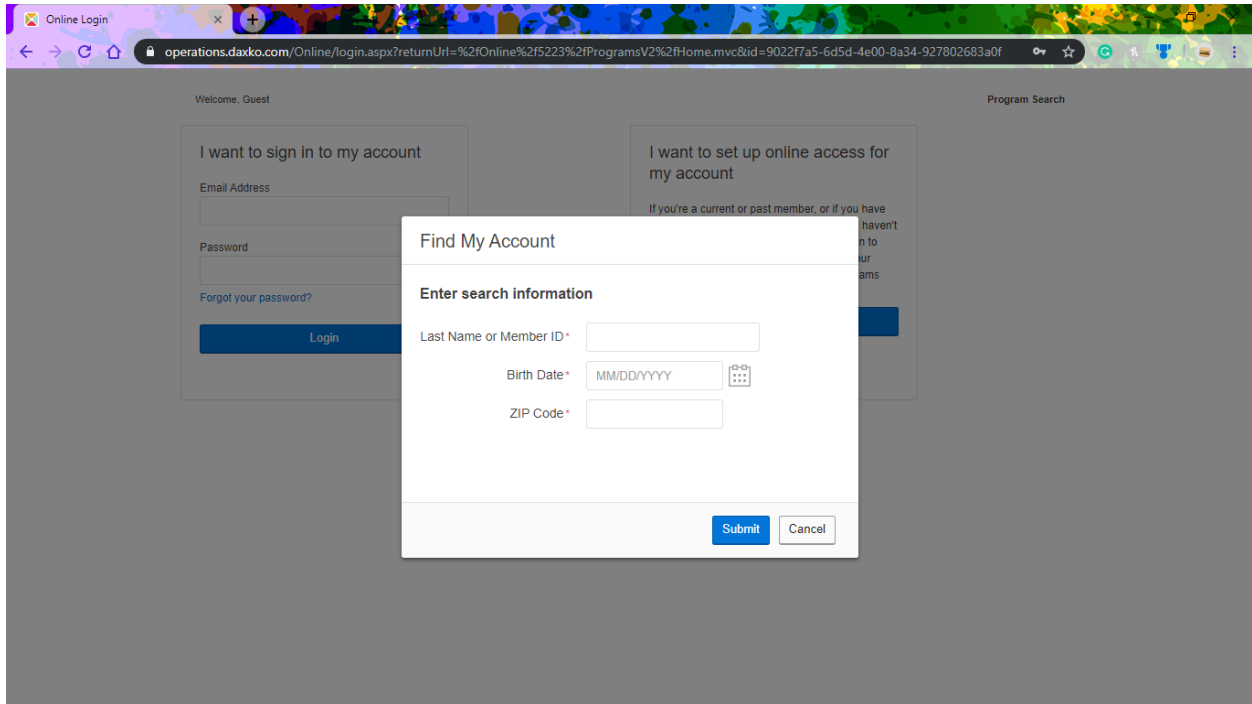 Online Login
operations.daxko.com/Online/login.aspx?returnUrl=%2fOnline%2f5223%2fProgramsV2%2fHome.mvc&id=9022f7a5-6d5d-4e00-8a34-927802683a0f
Welcome, Guest
Program Search
I want to sign in to my account
Email Address
Password
Forgot your password?
Login
I want to set up online access for
my account
If you're a current or past member, or if you have
haven't
n to
ur
ams
Find My Account
Enter search information
Last Name or Member ID*
Birth Date*
MM/DD/YYYY
ZIP Code*
Submit
Cancel